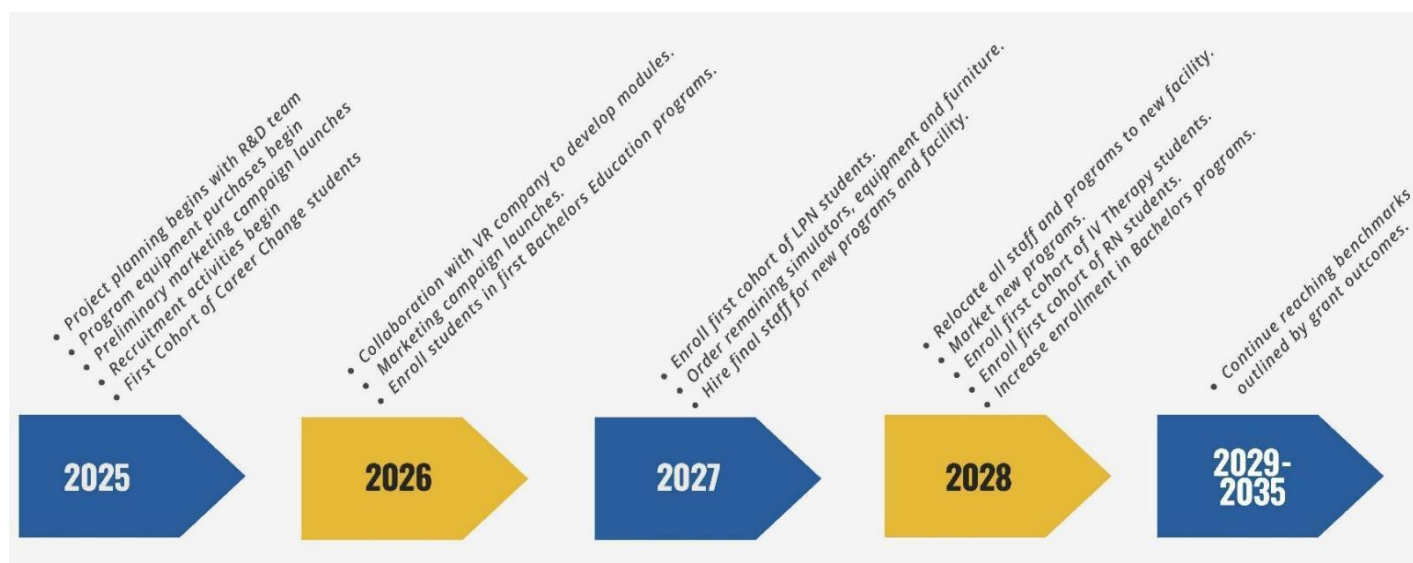 • Project planning begins with R&D team
• Program equipment purchases begin
• Preliminary marketing campaign launches
• Recruitment activities begin
• First Cohort of Career Change students
2025
• Collaboration with VR company to develop modules.
• Marketing campaign launches.
• Enroll students in first Bachelors Education programs.
2026
• Enroll first cohort of LPN students.
• Order remaining simulators, equipment and furniture.
• Hire final staff for new programs and facility.
2027
• Relocate all staff and programs to new facility.
• Market new programs.
• Enroll first cohort of IV Therapy students.
• Enroll first cohort of RN students.
• Increase enrollment in Bachelors programs.
2028
• Continue reaching benchmarks
outlined by grant outcomes.
2029-
2035